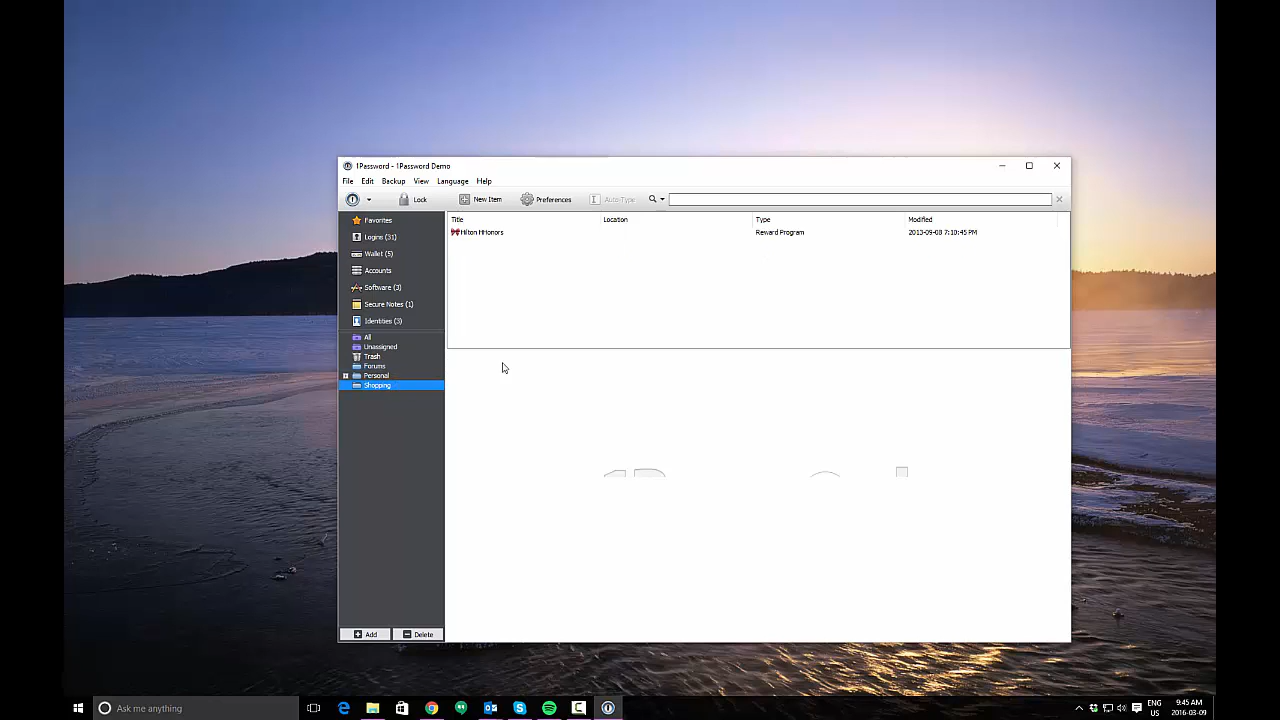 1Password - 1Password Demo
File Edit Backup View Language Help
Lock New Item Preferences Auto-Type
Favorites
Logins (31)
Wallet (5)
Accounts
Software (3)
Secure Notes (1)
Identities (3)
All
Unassigned
Trash
Forums
Personal
Shopping
Add Delete
Title Location Type Modified
Hilton HHonors Reward Program 2013-09-08 7:10:45 PM
Ask me anything
ENG
US
9:45 AM
2016-03-09